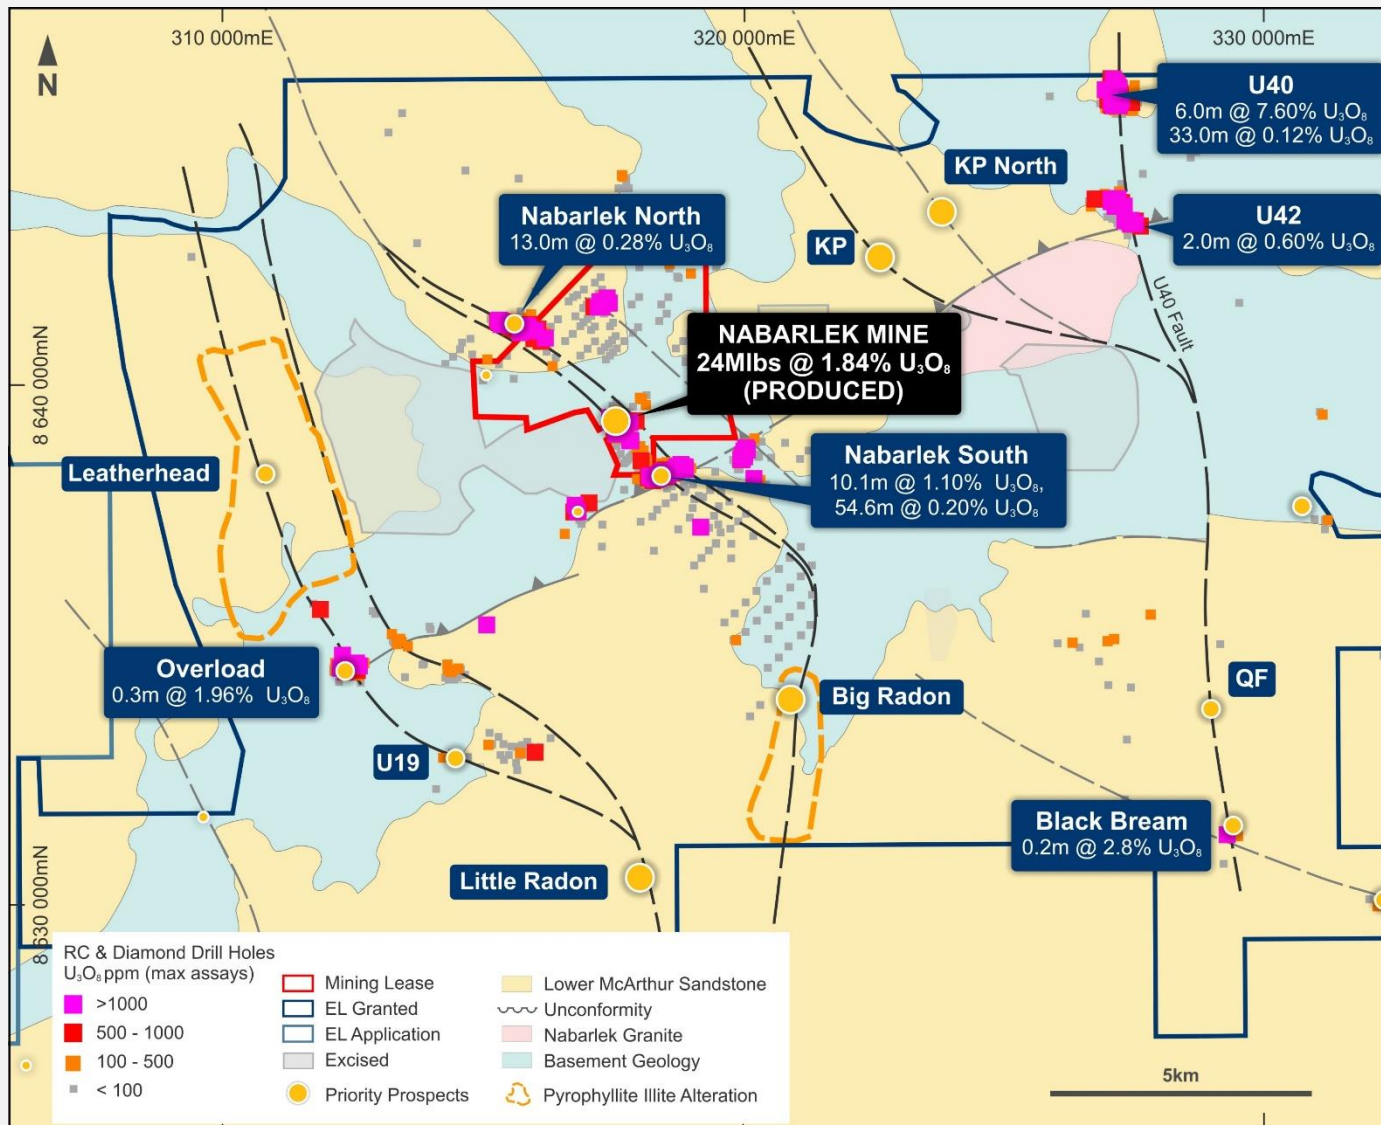 310 000mE
320 000mE
330 000mE
N
U40
6.0m @ 7.60% U₃O₈
33.0m @ 0.12% U₃O₈
KP North
Nabarlek North
13.0m @ 0.28% U₃O₈
U42
2.0m @ 0.60% U₃O₈
KP
U40 Fault
NABARLEK MINE
24Mlbs @ 1.84% U₃O₈
(PRODUCED)
8 640 000mN
Leatherhead
Nabarlek South
10.1m @ 1.10% U₃O₈,
54.6m @ 0.20% U₃O₈
Overload
0.3m @ 1.96% U₃O₈
QF
Big Radon
U19
Black Bream
0.2m @ 2.8% U₃O₈
Little Radon
8 630 000mN
RC & Diamond Drill Holes
U₃O₈ ppm (max assays)
>1000
500 - 1000
100 - 500
< 100
Mining Lease
EL Granted
EL Application
Excised
Priority Prospects
Lower McArthur Sandstone
Unconformity
Nabarlek Granite
Basement Geology
Pyrophyllite Illite Alteration
5km